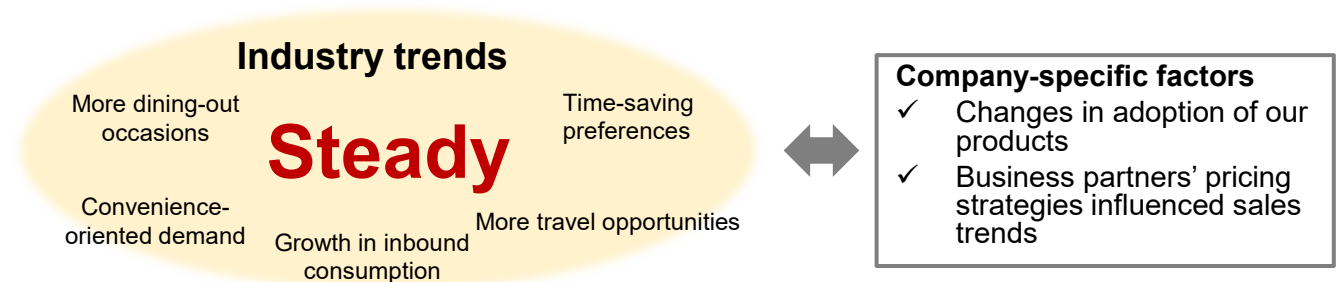 Industry trends
More dining-out
occasions
Time-saving
preferences
Steady
Convenience-
oriented demand
Growth in inbound
consumption
More travel opportunities
Company-specific factors
✓ Changes in adoption of our
products
✓ Business partners’ pricing
strategies influenced sales
trends